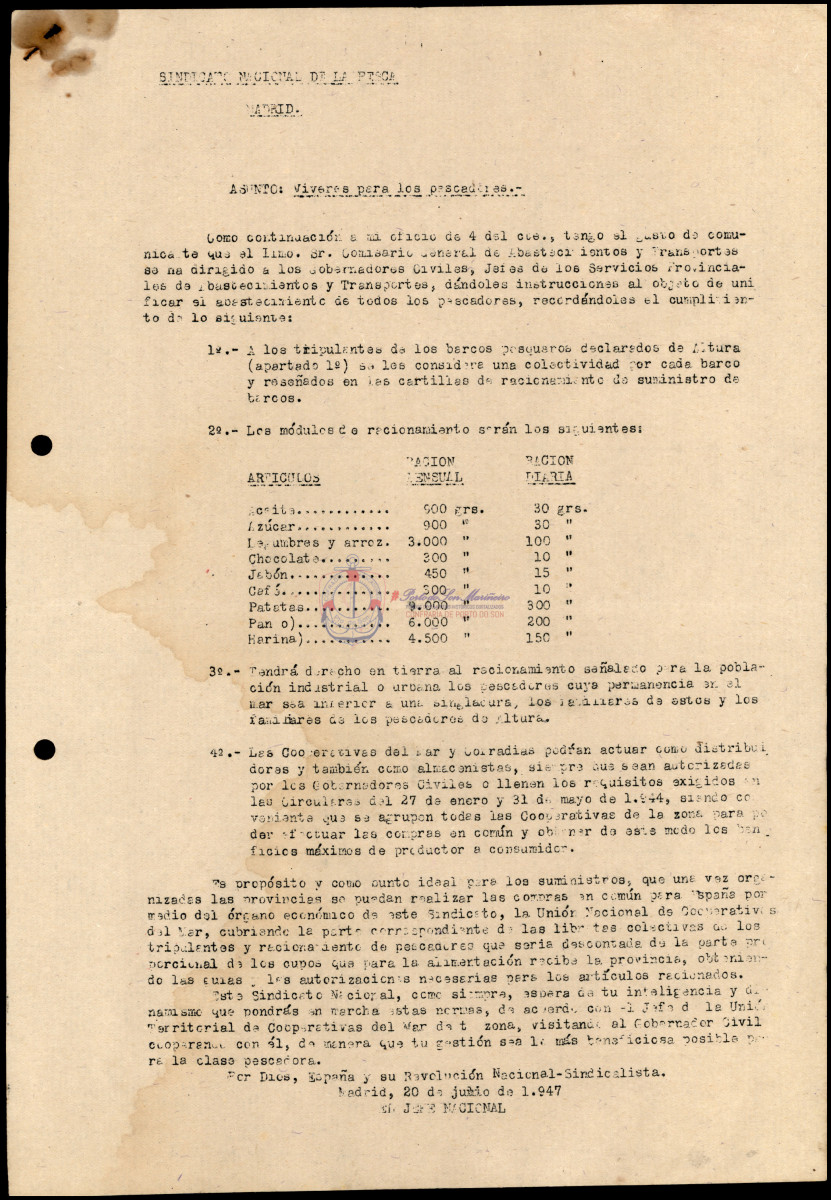 SINDICATO NACIONAL DE LA PESCA
MADRID.
ASUNTO: Viveres para los pescadores.-
Como continuación a mi oficio de 4 del cte., tengo el gusto de comu-
nicarte que el Iltmo. Sr. Comisario General de Abastecimientos y Transportes
se ha dirigido a los Gobernadores Civiles, Jefes de los Servicios Provincia-
les de Abastecimientos y Transportes, dándoles instrucciones al objeto de uni
ficar el abastecimiento de todos los pescadores, recordándoles el cumplimien-
to de lo siguiente:
1º.- A los tripulantes de los barcos pesqueros declarados de Altura
(apartado 1º) se les considera una colectividad por cada barco
y reseñados en las cartillas de racionamiento de suministro de
barcos.
2º.- Los módulos de racionamiento serán los siguientes:
ARTICULOS RACION MENSUAL RACION DIARIA
Aceite............ 900 grs. 30 grs.
Azúcar............ 900 " 30 "
Legumbres y arroz. 3.000 " 100 "
Chocolate......... 300 " 10 "
Jabón............. 450 " 15 "
Café.............. 300 " 10 "
Patatas........... 9.000 " 300 "
Pan o) 6.000 " 200 "
Harina)........... 4.500 " 150 "
Porto do Son Mariñeiro
CONFRARÍA DE PORTO DO SON
3º.- Tendrá derecho en tierra al racionamiento señalado para la pobla-
ción industrial o urbana los pescadores cuya permanencia en el
mar sea inferior a una singladura, los familiares de estos y los
familiares de los pescadores de Altura.
4º.- Las Cooperativas del Mar y Cofradias podrán actuar como distribui
dores y también como almacenistas, siempre que sean autorizadas
por los Gobernadores Civiles o llenen los requisitos exigidos en
las Circulares del 27 de enero y 31 de mayo de 1.944, siendo co
veniente que se agrupen todas las Cooperativas de la zona para po
der efectuar las compras en común y obtener de este modo los ben
ficios máximos de productor a consumidor.
Es propósito y como punto ideal para los suministros, que una vez orga-
nizadas las provincias se puedan realizar las compras en común para España por
medio del órgano económico de este Sindicato, la Unión Nacional de Cooperativas
del Mar, cubriendo la parte correspondiente de las libretas colectivas de los
tripulantes y racionamiento de pescadores que seria descontada de la parte pro
porcional de los cupos que para la alimentación recibe la provincia, obtenien-
do las guias y las autorizaciones necesarias para los artículos racionados.
Este Sindicato Nacional, como siempre, espera de tu inteligencia y di-
namismo que pondrás en marcha estas normas, de acuerdo con el Jefe d la Unión
Territorial de Cooperativas del Mar de t zona, visitando al Gobernador Civil
cooperando con él, de manera que tu gestión sea lo más beneficiosa posible pa-
ra la clase pescadora.
Por Dios, España y su Revolución Nacional-Sindicalista.
Madrid, 20 de junio de 1.947
EL JEFE NACIONAL